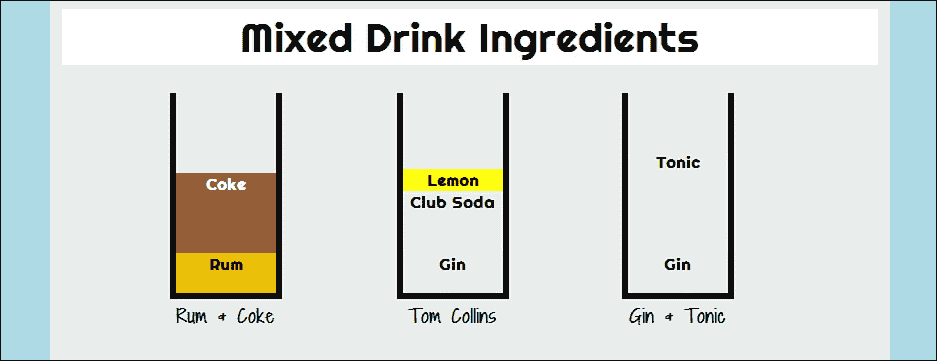 Mixed Drink Ingredients
Coke
Rum
Rum & Coke
Lemon
Club Soda
Gin
Tom Collins
Tonic
Gin
Gin & Tonic